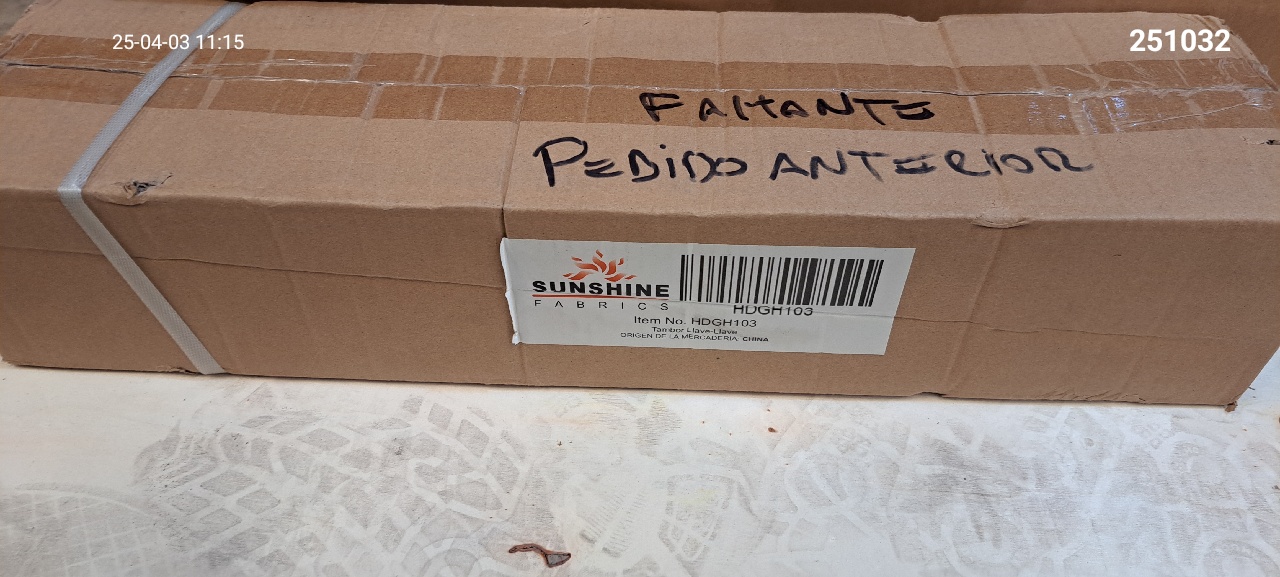 25-04-03 11:15
251032
FALTANTE
PEDIDO ANTERIOR
SUNSHINE
FABRICS
HDGH103
Item No. HDGH103
Tambor Llave-Llave
ORIGEN DE LA MERCADERIA: CHINA